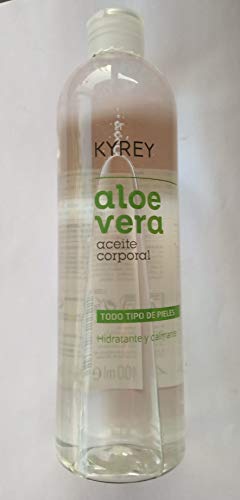 KYREY
aloe
vera
aceite
corporal
TODO TIPO DE PIELES
Hidratante y calmante